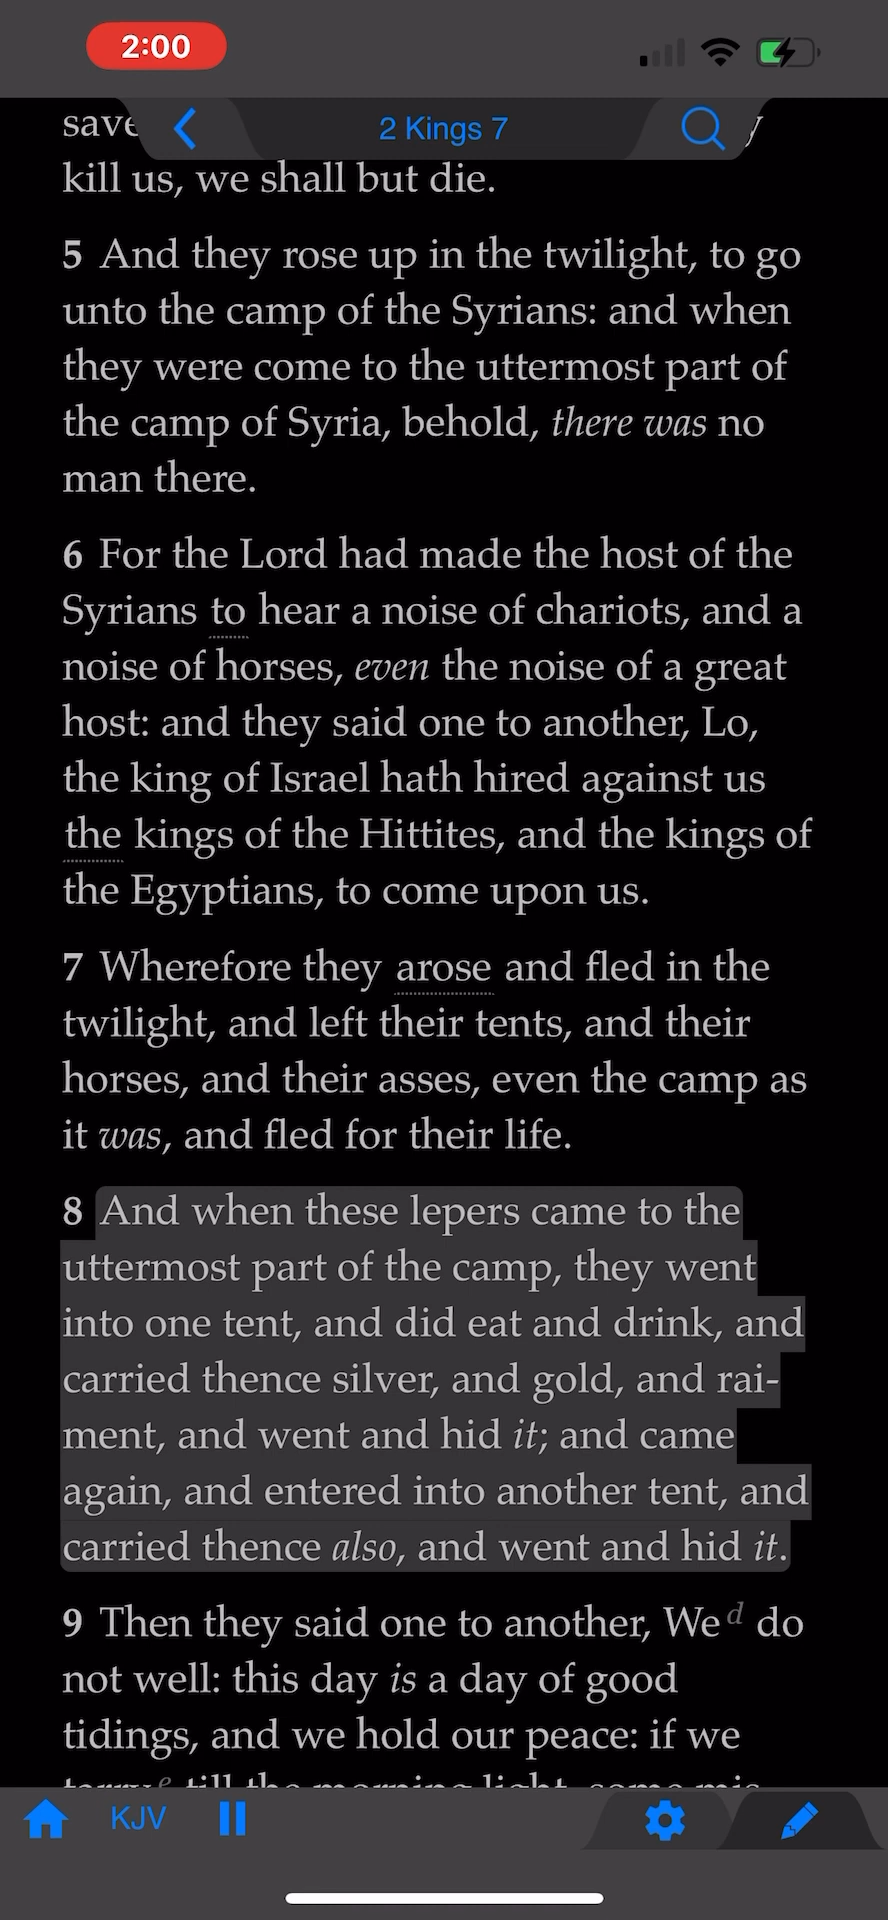 2:00
2 Kings 7
save
kill us, we shall but die.
5 And they rose up in the twilight, to go
unto the camp of the Syrians: and when
they were come to the uttermost part of
the camp of Syria, behold, there was no
man there.
6 For the Lord had made the host of the
Syrians to hear a noise of chariots, and a
noise of horses, even the noise of a great
host: and they said one to another, Lo,
the king of Israel hath hired against us
the kings of the Hittites, and the kings of
the Egyptians, to come upon us.
7 Wherefore they arose and fled in the
twilight, and left their tents, and their
horses, and their asses, even the camp as
it was, and fled for their life.
8 And when these lepers came to the
uttermost part of the camp, they went
into one tent, and did eat and drink, and
carried thence silver, and gold, and rai-
ment, and went and hid it; and came
again, and entered into another tent, and
carried thence also, and went and hid it.
9 Then they said one to another, We d do
not well: this day is a day of good
tidings, and we hold our peace: if we
tarry e till the morning light, some mis-
KJV